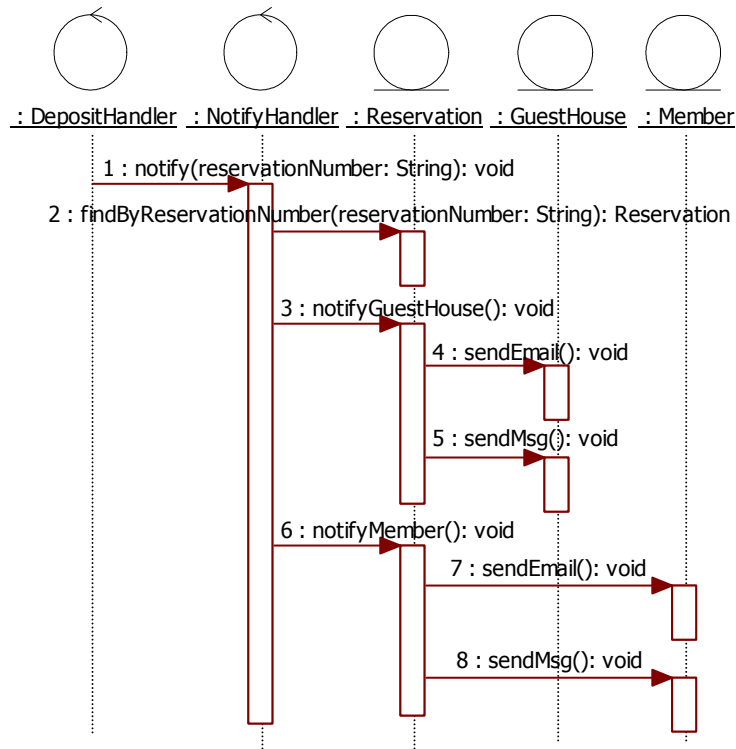 : DepositHandler : NotifyHandler : Reservation : GuestHouse : Member
1 : notify(reservationNumber: String): void
2 : findByReservationNumber(reservationNumber: String): Reservation
3 : notifyGuestHouse(): void
4 : sendEmail(): void
5 : sendMsg(): void
6 : notifyMember(): void
7 : sendEmail(): void
8 : sendMsg(): void